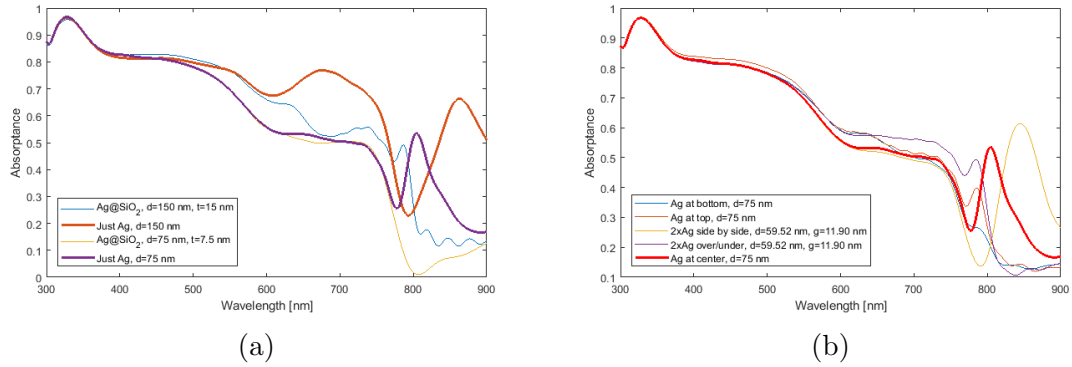 1
0.9
0.8
0.7
0.6
0.5
0.4
0.3
0.2
0.1
0
Absorptance
Ag@SiO₂, d=150 nm, t=15 nm
Just Ag, d=150 nm
Ag@SiO₂, d=75 nm, t=7.5 nm
Just Ag, d=75 nm
300 400 500 600 700 800 900
Wavelength [nm]
(a)
1
0.9
0.8
0.7
0.6
0.5
0.4
0.3
0.2
0.1
Absorptance
Ag at bottom, d=75 nm
Ag at top, d=75 nm
2xAg side by side, d=59.52 nm, g=11.90 nm
2xAg over/under, d=59.52 nm, g=11.90 nm
Ag at center, d=75 nm
300 400 500 600 700 800 900
Wavelength [nm]
(b)